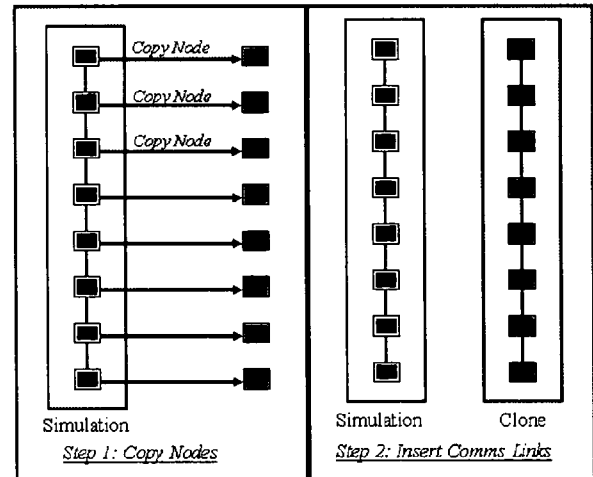 Copy Node
Copy Node
Copy Node
Simulation
Step 1: Copy Nodes
Simulation
Clone
Step 2: Insert Comms Links